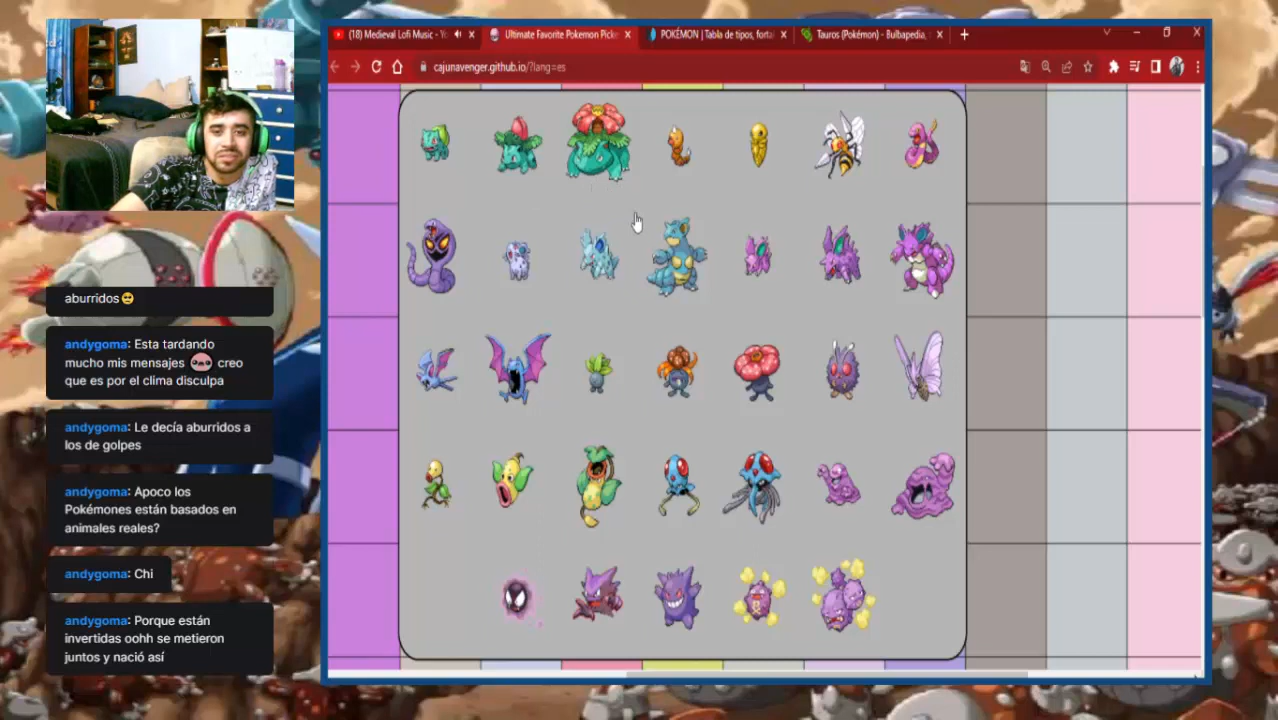 (18) Medieval Lofi Music - Yo
Ultimate Favorite Pokemon Picke
POKÉMON | Tabla de tipos, forta
Tauros (Pokémon) - Bulbapedia,
cajunavenger.github.io/?lang=es
aburridos🥺
andygoma: Esta tardando
mucho mis mensajes creo
que es por el clima disculpa
andygoma: Le decía aburridos a
los de golpes
andygoma: Apoco los
Pokémones están basados en
animales reales?
andygoma: Chi
andygoma: Porque están
invertidas oohh se metieron
juntos y nació así